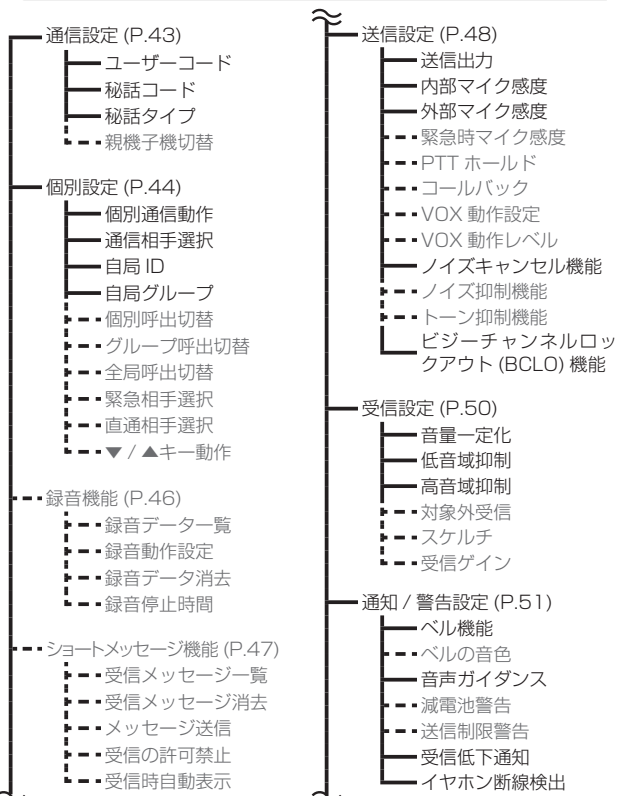 通信設定 (P.43)
ユーザーコード
秘話コード
秘話タイプ
親機子機切替
個別設定 (P.44)
個別通信動作
通信相手選択
自局 ID
自局グループ
個別呼出切替
グループ呼出切替
全局呼出切替
緊急相手選択
直通相手選択
▼ / ▲キー動作
録音機能 (P.46)
録音データ一覧
録音動作設定
録音データ消去
録音停止時間
ショートメッセージ機能 (P.47)
受信メッセージ一覧
受信メッセージ消去
メッセージ送信
受信の許可禁止
受信時自動表示
送信設定 (P.48)
送信出力
内部マイク感度
外部マイク感度
緊急時マイク感度
PTT ホールド
コールバック
VOX 動作設定
VOX 動作レベル
ノイズキャンセル機能
ノイズ抑制機能
トーン抑制機能
ビジーチャンネルロッ
クアウト (BCLO) 機能
受信設定 (P.50)
音量一定化
低音域抑制
高音域抑制
対象外受信
スケルチ
受信ゲイン
通知 / 警告設定 (P.51)
ベル機能
ベルの音色
音声ガイダンス
減電池警告
送信制限警告
受信低下通知
イヤホン断線検出